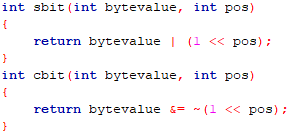 int sbit(int bytevalue, int pos)
{
    return bytevalue | (1 << pos);
}
int cbit(int bytevalue, int pos)
{
    return bytevalue &= ~(1 << pos);
}